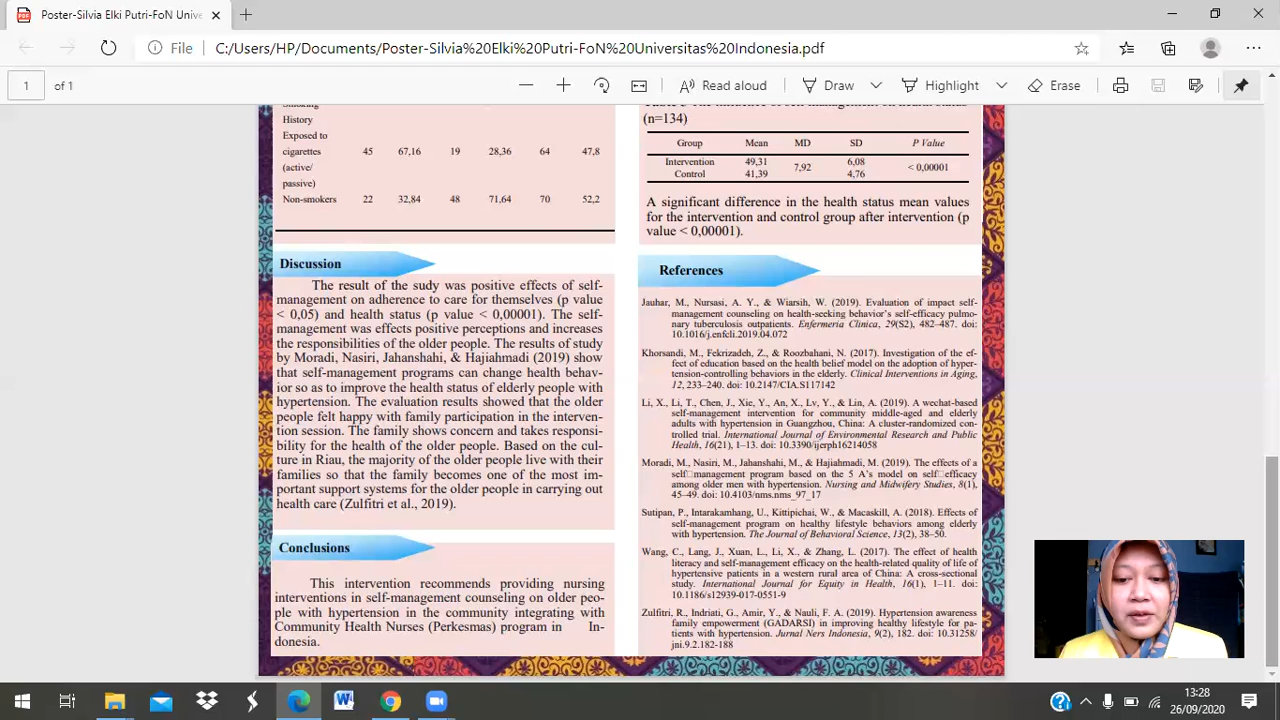 Poster-Silvia Elki Putri-FoN Unive
File
C:/Users/HP/Documents/Poster-Silvia%20Elki%20Putri-FoN%20Universitas%20Indonesia.pdf
1 of 1
Read aloud
Draw
Highlight
Erase
Smoking
History
Exposed to
cigarettes 45 67,16 19 28,36 64 47,8
(active/
passive)
Non-smokers 22 32,84 48 71,64 70 52,2
Discussion
The result of the sudy was positive effects of self-
management on adherence to care for themselves (p value
< 0,05) and health status (p value < 0,00001). The self-
management was effects positive perceptions and increases
the responsibilities of the older people. The results of study
by Moradi, Nasiri, Jahanshahi, & Hajiahmadi (2019) show
that self-management programs can change health behav-
ior so as to improve the health status of elderly people with
hypertension. The evaluation results showed that the older
people felt happy with family participation in the interven-
tion session. The family shows concern and takes responsi-
bility for the health of the older people. Based on the cul-
ture in Riau, the majority of the older people live with their
families so that the family becomes one of the most im-
portant support systems for the older people in carrying out
health care (Zulfitri et al., 2019).
Conclusions
This intervention recommends providing nursing
interventions in self-management counseling on older peo-
ple with hypertension in the community integrating with
Community Health Nurses (Perkesmas) program in In-
donesia.
(n=134)
Group Mean MD SD P Value
Intervention 49,31 7,92 6,08 < 0,00001
Control 41,39 4,76
A significant difference in the health status mean values
for the intervention and control group after intervention (p
value < 0,00001).
References
Jauhar, M., Nursasi, A. Y., & Wiarsih, W. (2019). Evaluation of impact self-
management counseling on health-seeking behavior's self-efficacy pulmo-
nary tuberculosis outpatients. Enfermeria Clinica, 29(S2), 482–487. doi:
10.1016/j.enfcli.2019.04.072
Khorsandi, M., Fekrizadeh, Z., & Roozbahani, N. (2017). Investigation of the ef-
fect of education based on the health belief model on the adoption of hyper-
tension-controlling behaviors in the elderly. Clinical Interventions in Aging,
12, 233–240. doi: 10.2147/CIA.S117142
Li, X., Li, T., Chen, J., Xie, Y., An, X., Lv, Y., & Lin, A. (2019). A wechat-based
self-management intervention for community middle-aged and elderly
adults with hypertension in Guangzhou, China: A cluster-randomized con-
trolled trial. International Journal of Environmental Research and Public
Health, 16(21), 1–13. doi: 10.3390/ijerph16214058
Moradi, M., Nasiri, M., Jahanshahi, M., & Hajiahmadi, M. (2019). The effects of a
self□management program based on the 5 A's model on self□efficacy
among older men with hypertension. Nursing and Midwifery Studies, 8(1),
45–49. doi: 10.4103/nms.nms_97_17
Sutipan, P., Intarakamhang, U., Kittipichai, W., & Macaskill, A. (2018). Effects of
self-management program on healthy lifestyle behaviors among elderly
with hypertension. The Journal of Behavioral Science, 13(2), 38–50.
Wang, C., Lang, J., Xuan, L., Li, X., & Zhang, L. (2017). The effect of health
literacy and self-management efficacy on the health-related quality of life of
hypertensive patients in a western rural area of China: A cross-sectional
study. International Journal for Equity in Health, 16(1), 1–11. doi:
10.1186/s12939-017-0551-9
Zulfitri, R., Indriati, G., Amir, Y., & Nauli, F. A. (2019). Hypertension awareness
family empowerment (GADARSI) in improving healthy lifestyle for pa-
tients with hypertension. Jurnal Ners Indonesia, 9(2), 182. doi: 10.31258/
jni.9.2.182-188
13:28
26/09/2020